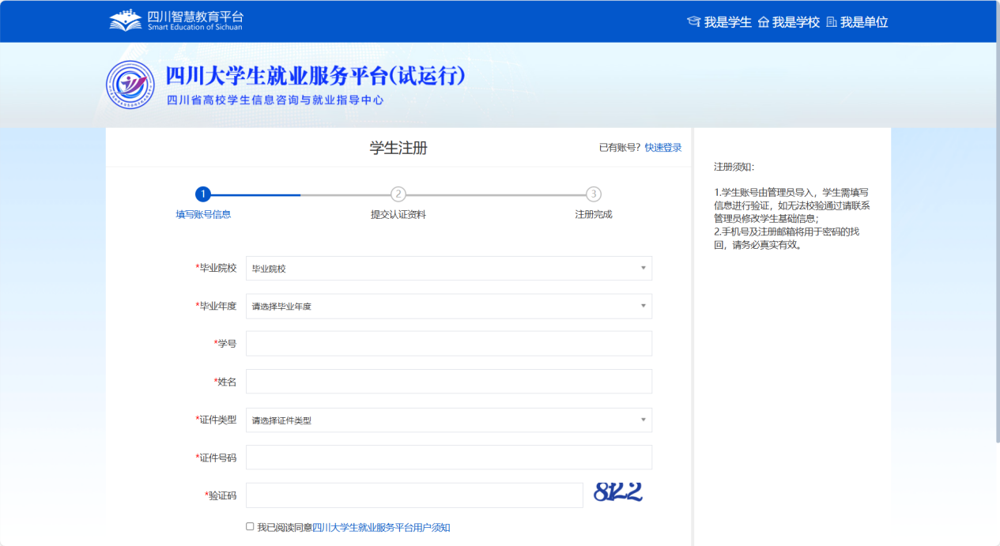 四川智慧教育平台
Smart Education of Sichuan
我是学生 我是学校 我是单位
四川大学生就业服务平台(试运行)
四川省高校学生信息咨询与就业指导中心
学生注册
已有账号？快速登录
1
2
3
填写账号信息
提交认证资料
注册完成
*毕业院校 毕业院校
*毕业年度 请选择毕业年度
*学号
*姓名
*证件类型 请选择证件类型
*证件号码
*验证码
我已阅读同意四川大学生就业服务平台用户须知
注册须知：
1.学生账号由管理员导入，学生需填写
信息进行验证，如无法校验通过请联系
管理员修改学生基础信息；
2.手机号及注册邮箱将用于密码的找
回，请务必真实有效。